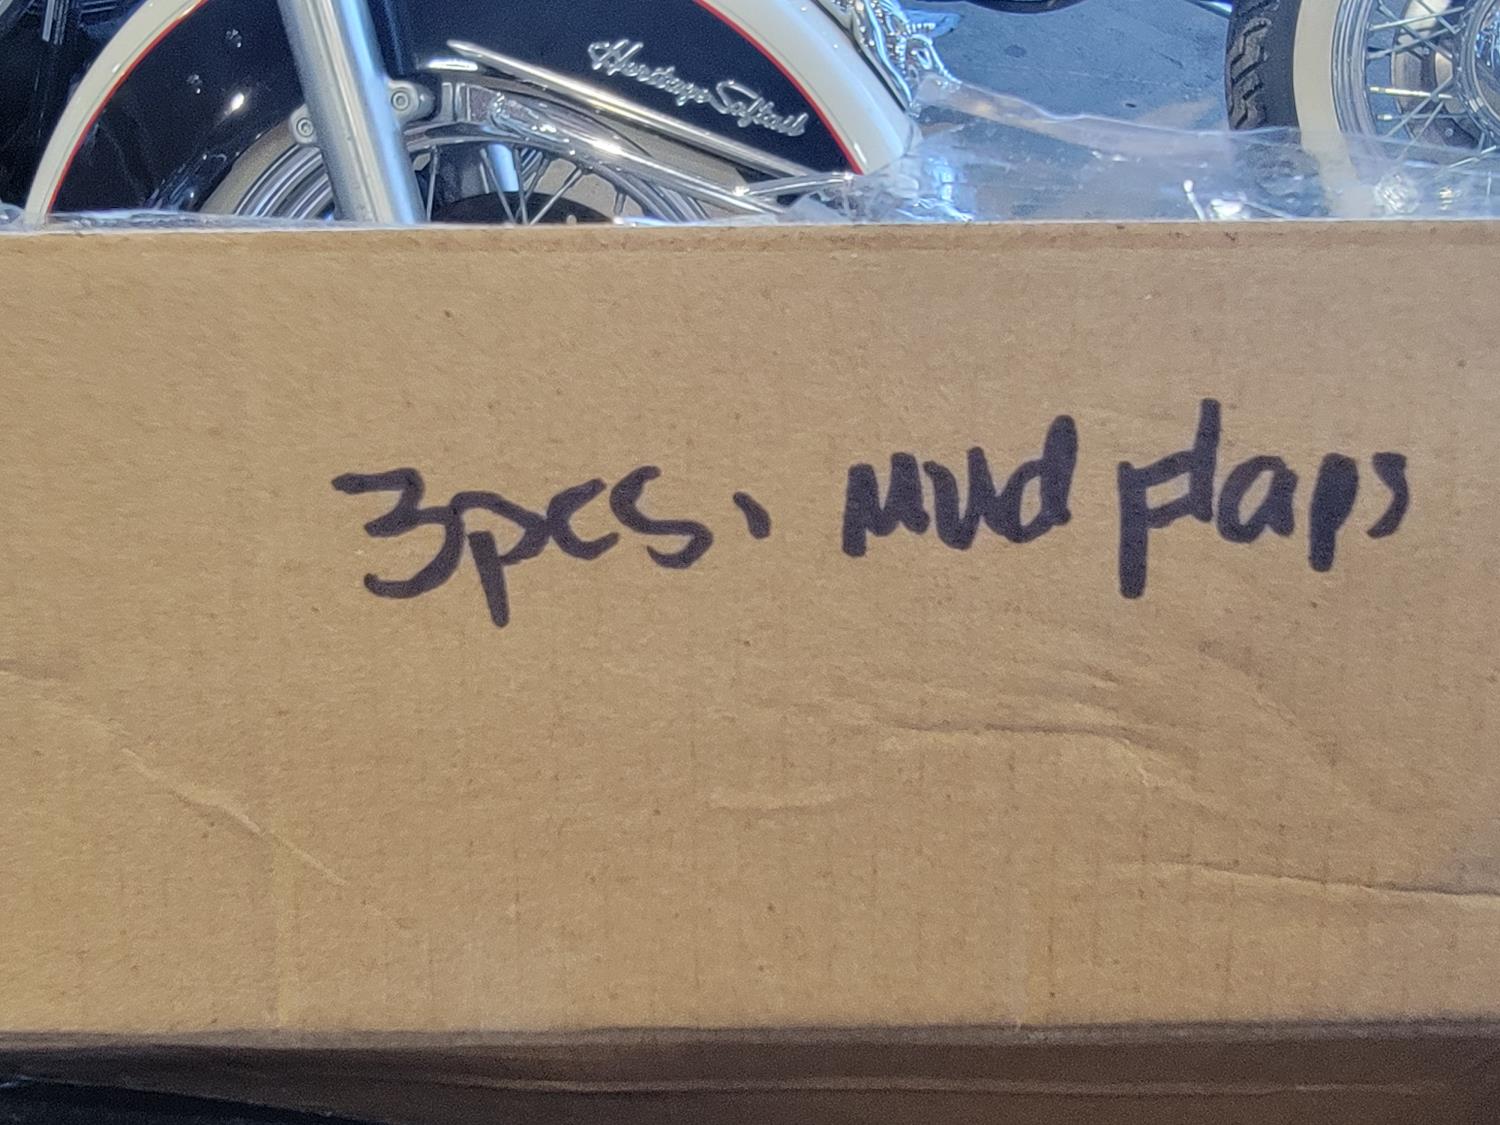 Heritage Softail
3pcs、 Mud flaps